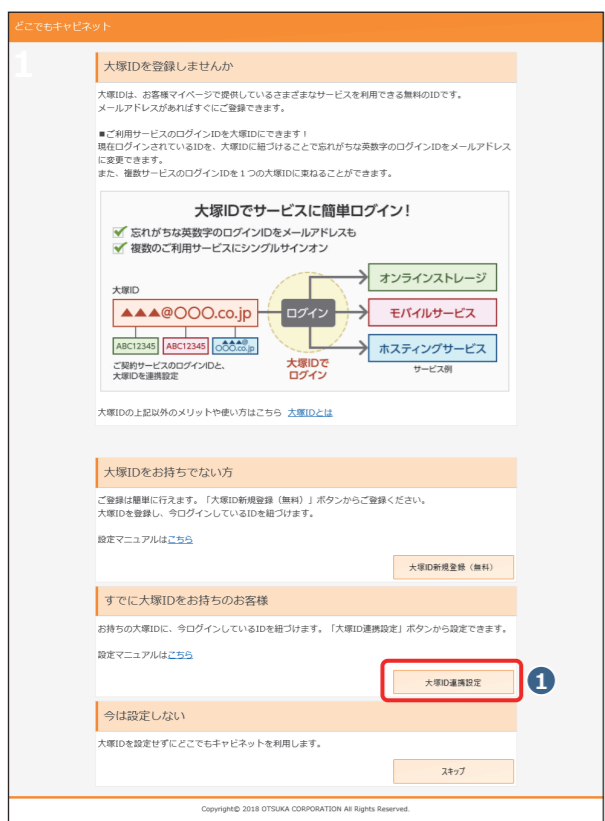 どこでもキャビネット
1
大塚IDを登録しませんか
大塚IDは、お客様マイページで提供しているさまざまなサービスを利用できる無料のIDです。
メールアドレスがあればすぐにご登録できます。
■ご利用サービスのログインIDを大塚IDにできます!
現在ログインされているIDを、大塚IDに紐づけることで忘れがちな英数字のログインIDをメールアドレス
に変更できます。
また、複数サービスのログインIDを1つの大塚IDに束ねることができます。
大塚IDでサービスに簡単ログイン!
忘れがちな英数字のログインIDをメールアドレスも
複数のご利用サービスにシングルサインオン
大塚ID
▲▲▲@〇〇〇.co.jp
ABC12345
ABC12345
▲▲▲@
〇〇〇.co.jp
ご契約サービスのログインIDと、
大塚IDを連携設定
ログイン
大塚IDで
ログイン
オンラインストレージ
モバイルサービス
ホスティングサービス
サービス例
大塚IDの上記以外のメリットや使い方はこちら 大塚IDとは
大塚IDをお持ちでない方
ご登録は簡単に行えます。「大塚ID新規登録(無料)」ボタンからご登録ください。
大塚IDを登録し、今ログインしているIDを紐づけます。
設定マニュアルはこちら
大塚ID新規登録(無料)
すでに大塚IDをお持ちのお客様
お持ちの大塚IDに、今ログインしているIDを紐づけます。「大塚ID連携設定」ボタンから設定できます。
設定マニュアルはこちら
大塚ID連携設定
1
今は設定しない
大塚IDを設定せずにどこでもキャビネットを利用します。
スキップ
Copyright© 2018 OTSUKA CORPORATION All Rights Reserved.